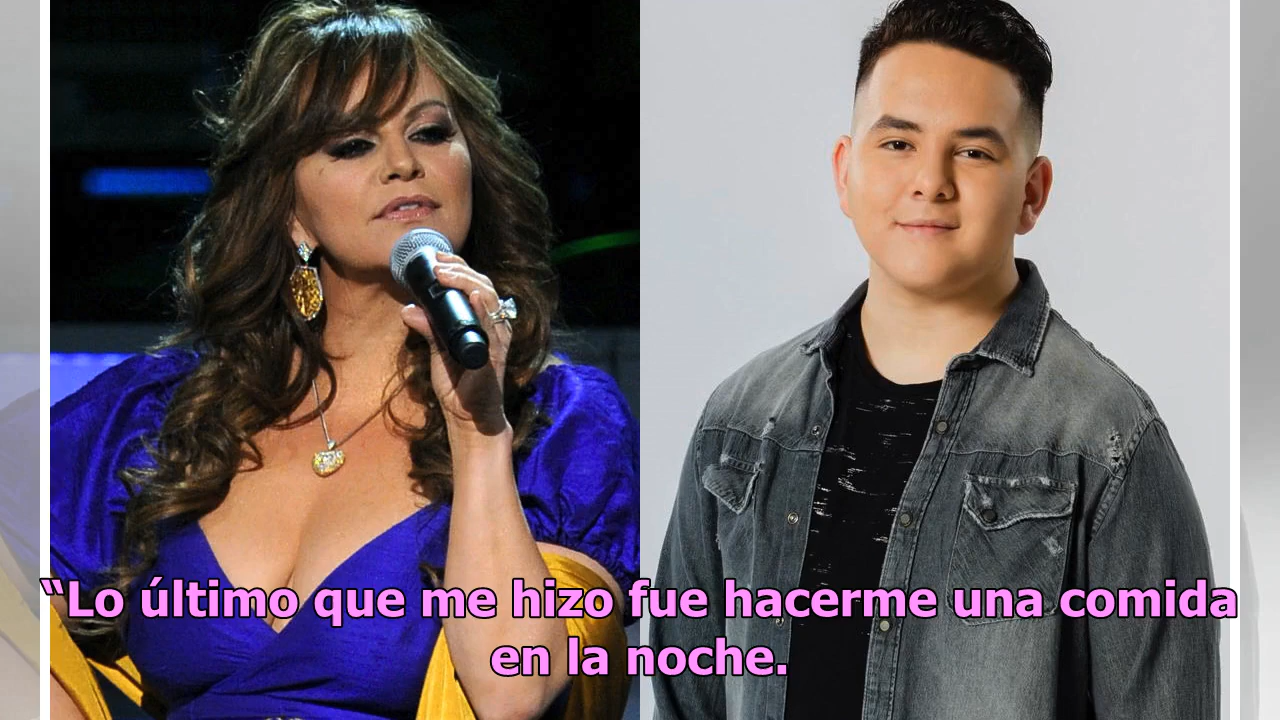 “Lo último que me hizo fue hacerme una comida
en la noche.